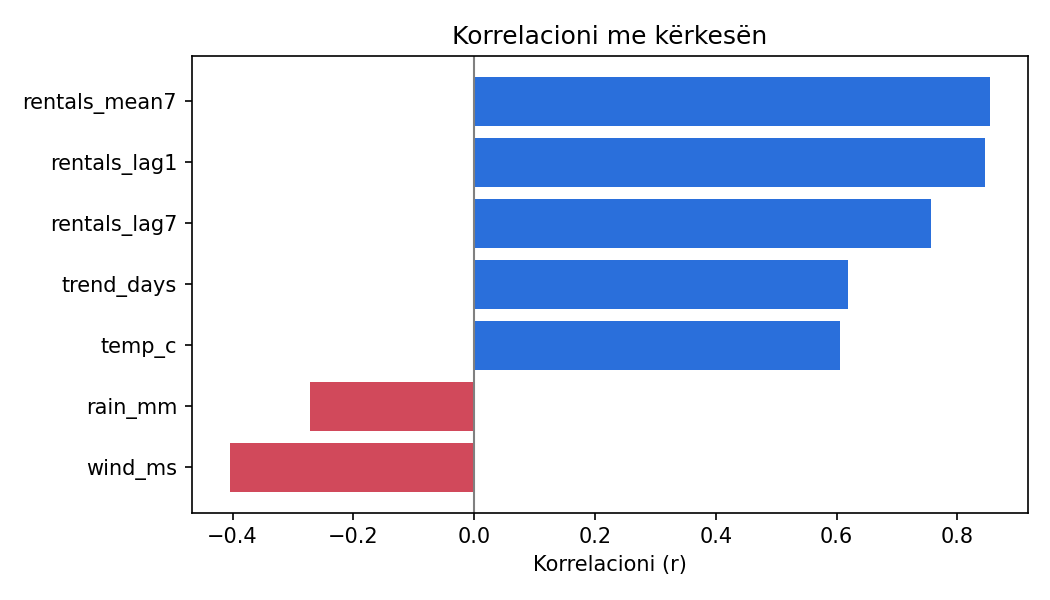 Korrelacioni me kërkesën
rentals_mean7
rentals_lag1
rentals_lag7
trend_days
temp_c
rain_mm
wind_ms
−0.4 −0.2 0.0 0.2 0.4 0.6 0.8
Korrelacioni (r)